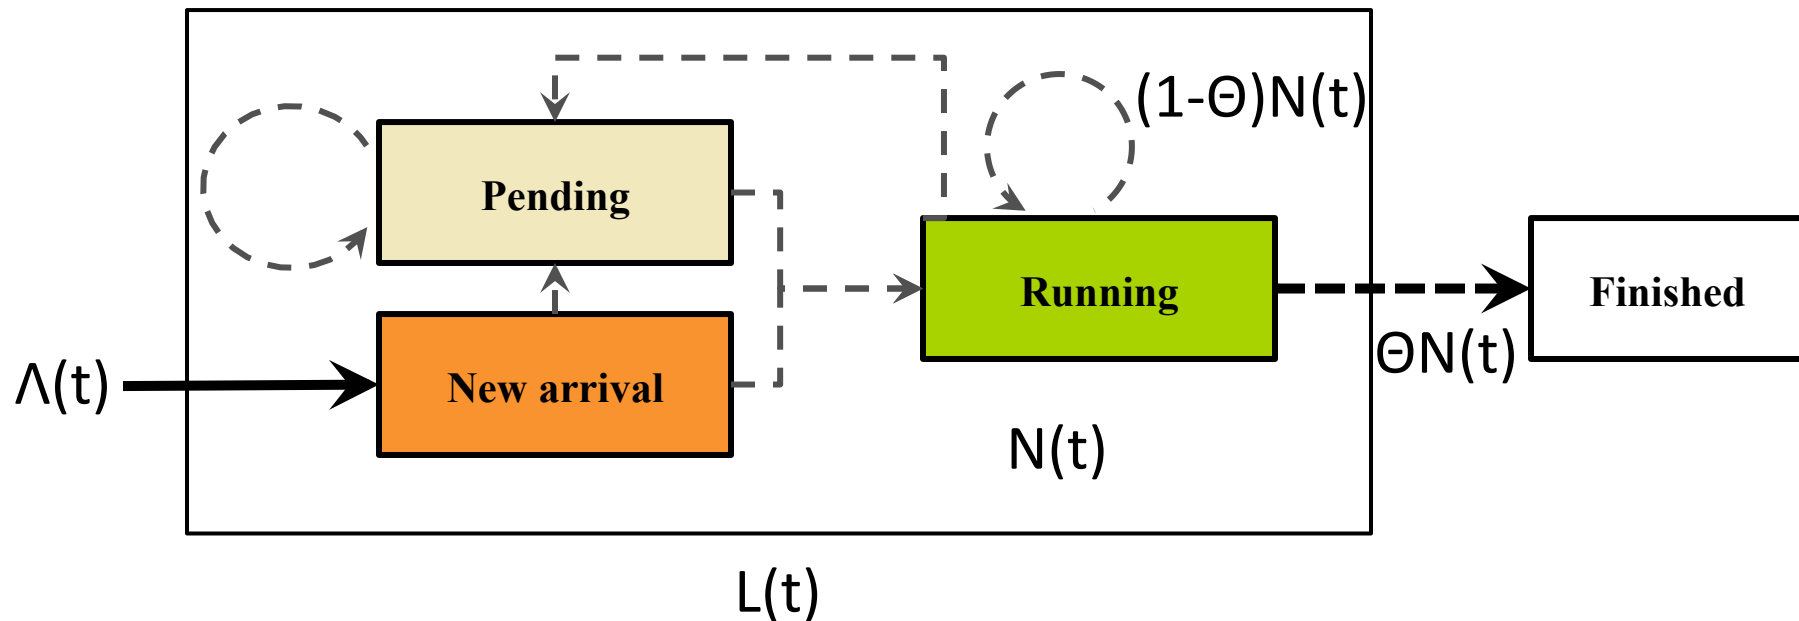 (1-Θ)N(t)
Pending
Running
Finished
ΘN(t)
Λ(t)
New arrival
N(t)
L(t)